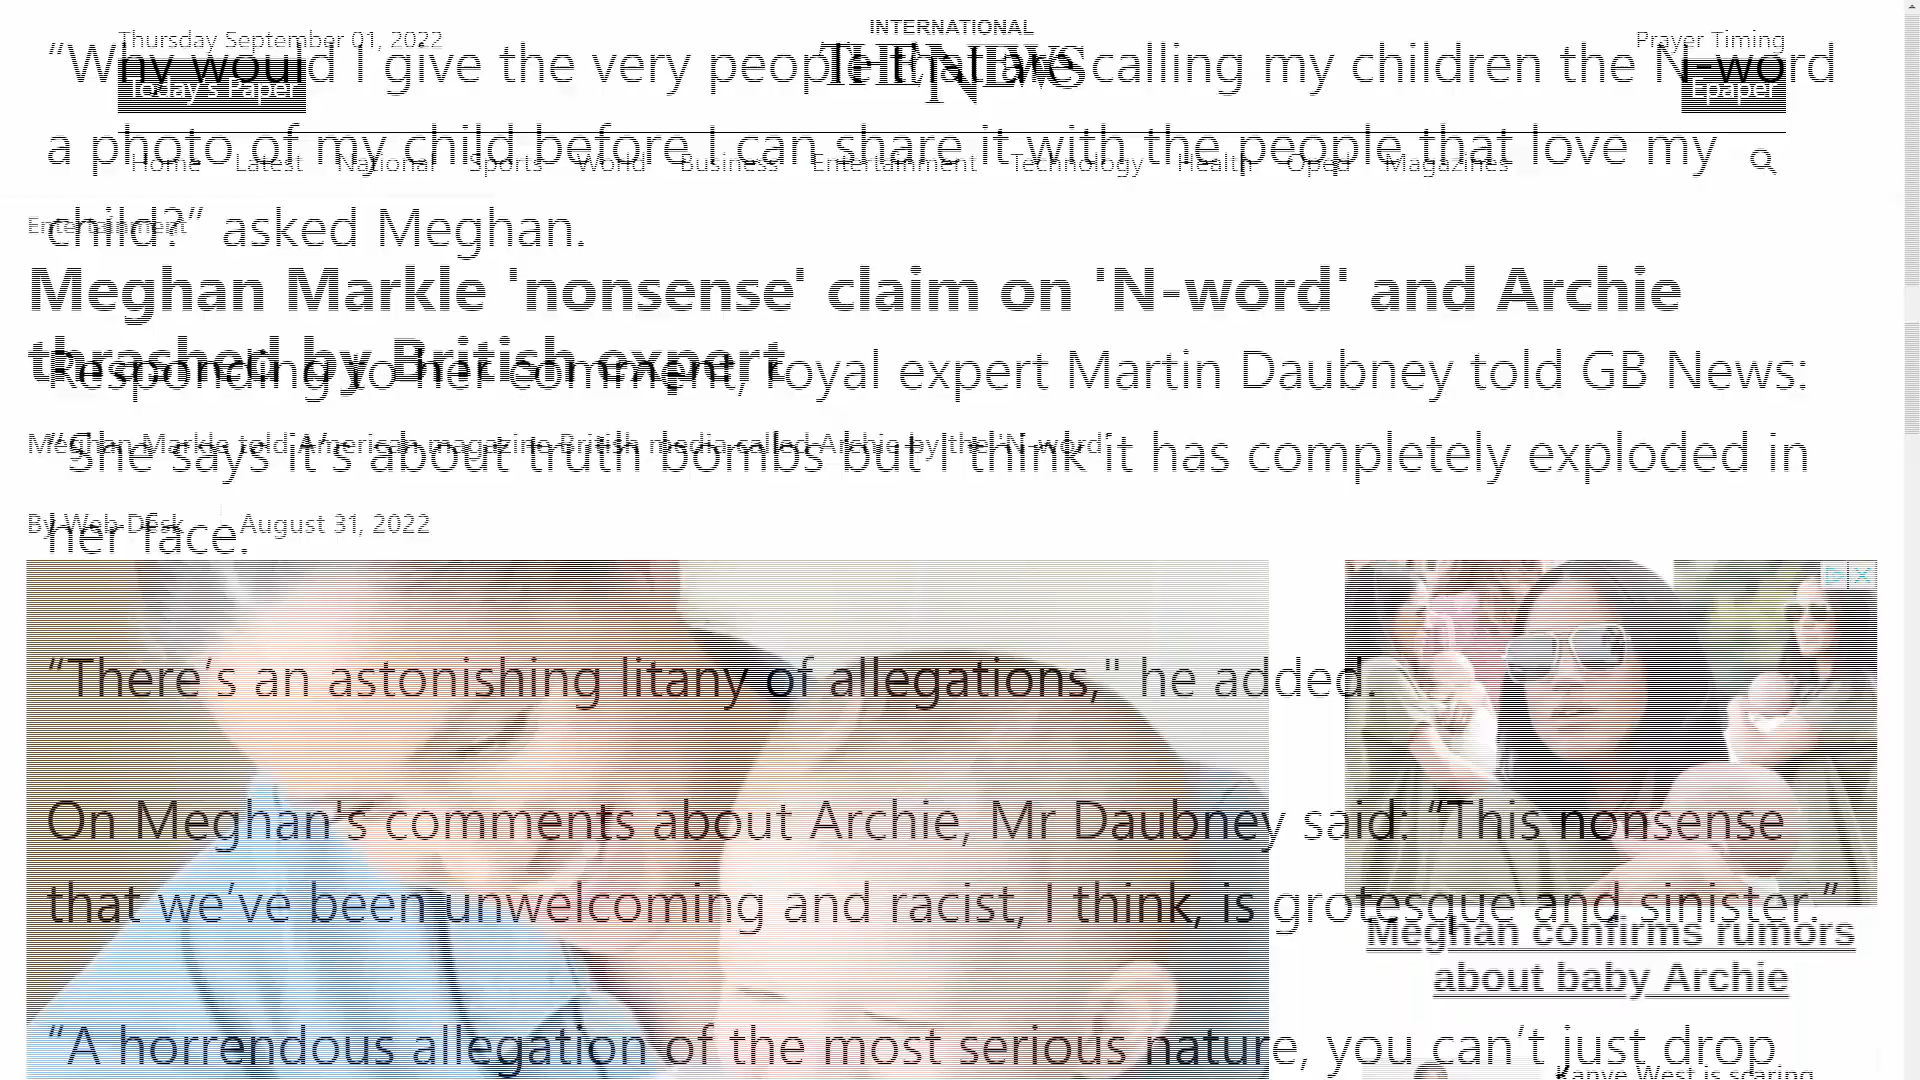 Thursday September 01, 2022
INTERNATIONAL
THE NEWS
Prayer Timing
Today's Paper
Epaper
Home Latest National Sports World Business Entertainment Technology Health Oped Magazines
Entertainment
Meghan Markle 'nonsense' claim on 'N-word' and Archie
thrashed by British expert
Meghan Markle told American magazine British media called Archie by the 'N-word'
By Web Desk August 31, 2022
“Why would I give the very people that are calling my children the N-word
a photo of my child before I can share it with the people that love my
child?” asked Meghan.
Responding to her comment, royal expert Martin Daubney told GB News:
“She says it’s about truth bombs but I think it has completely exploded in
her face.
“There’s an astonishing litany of allegations," he added.
On Meghan's comments about Archie, Mr Daubney said: “This nonsense
that we’ve been unwelcoming and racist, I think, is grotesque and sinister.”
“A horrendous allegation of the most serious nature, you can’t just drop
Meghan confirms rumors
about baby Archie
Kanye West is scaring